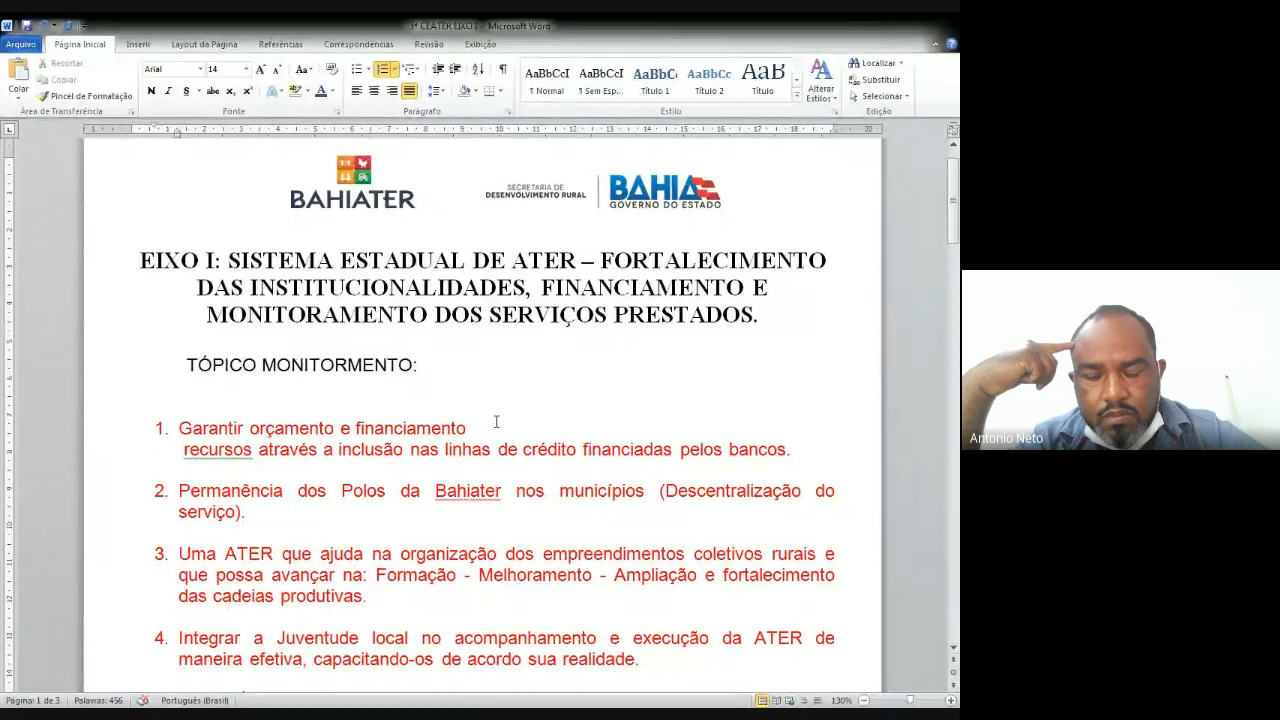 3ª CEATER EIXO I - Microsoft Word
Arquivo Página Inicial Inserir Layout da Página Referências Correspondências Revisão Exibição
Colar
Recortar
Copiar
Pincel de Formatação
Área de Transferência
Arial 14
Fonte
Parágrafo
AaBbCcI AaBbCcI AaBbC AaBbCc AaB
¶ Normal ¶ Sem Esp... Título 1 Título 2 Título
Alterar
Estilos
Estilo
Localizar
Substituir
Selecionar
Edição
BAHIATER
SECRETARIA DE
DESENVOLVIMENTO RURAL
BAHIA
GOVERNO DO ESTADO
EIXO I: SISTEMA ESTADUAL DE ATER – FORTALECIMENTO
DAS INSTITUCIONALIDADES, FINANCIAMENTO E
MONITORAMENTO DOS SERVIÇOS PRESTADOS.
TÓPICO MONITORMENTO:
1. Garantir orçamento e financiamento
recursos através a inclusão nas linhas de crédito financiadas pelos bancos.
2. Permanência dos Polos da Bahiater nos municípios (Descentralização do
serviço).
3. Uma ATER que ajuda na organização dos empreendimentos coletivos rurais e
que possa avançar na: Formação - Melhoramento - Ampliação e fortalecimento
das cadeias produtivas.
4. Integrar a Juventude local no acompanhamento e execução da ATER de
maneira efetiva, capacitando-os de acordo sua realidade.
Página: 1 de 3 Palavras: 456 Português (Brasil) 130%
Antonio Neto